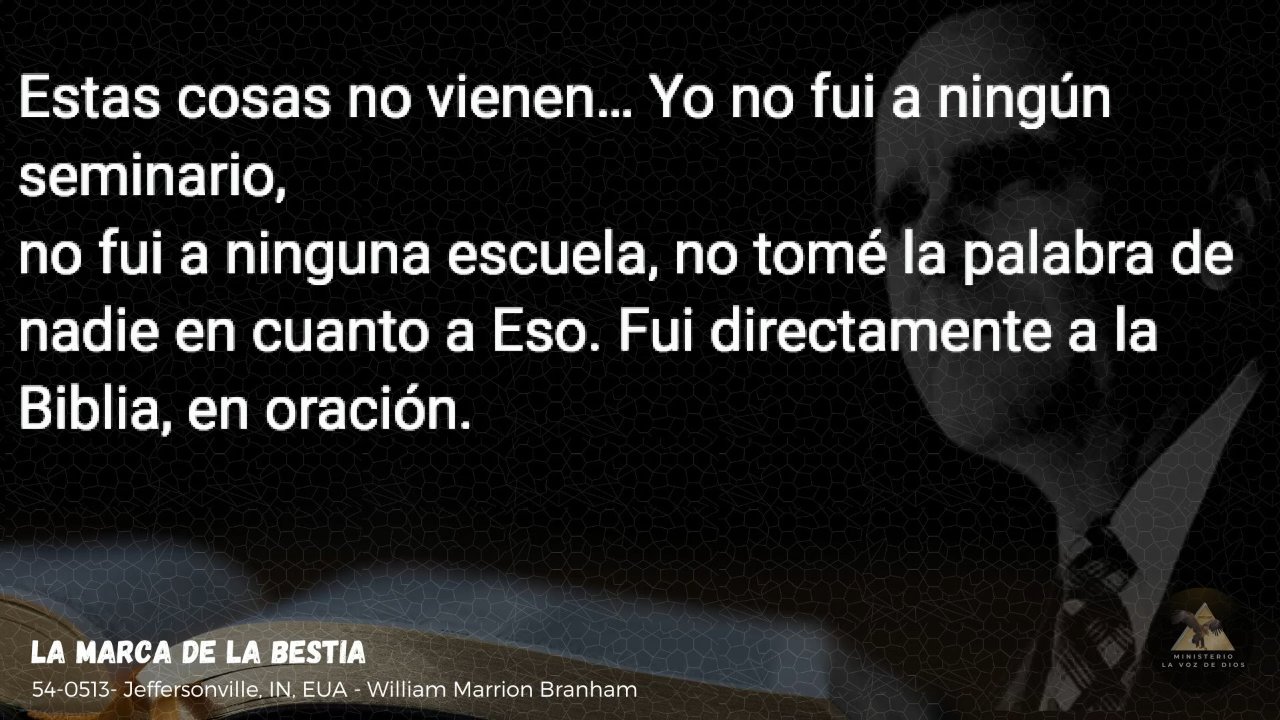 Estas cosas no vienen... Yo no fui a ningún
seminario,
no fui a ninguna escuela, no tomé la palabra de
nadie en cuanto a Eso. Fui directamente a la
Biblia, en oración.
LA MARCA DE LA BESTIA
54-0513- Jeffersonville, IN, EUA - William Marrion Branham
MINISTERIO
LA VOZ DE DIOS